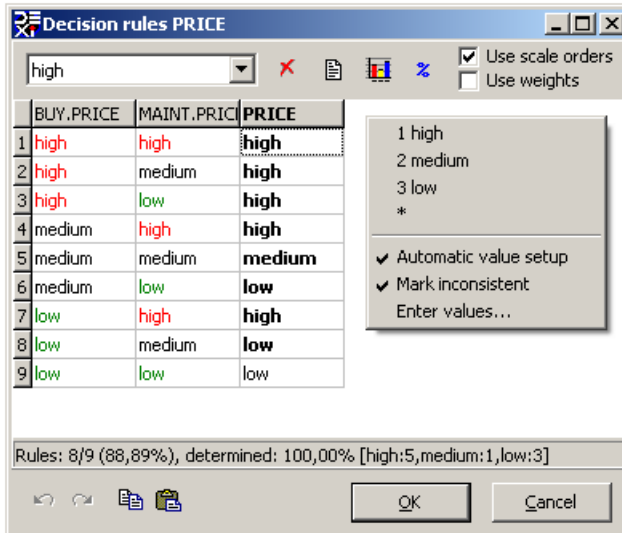 Decision rules PRICE
high
%
Use scale orders
Use weights
BUY.PRICE MAINT.PRICE PRICE
1 high high high
2 high medium high
3 high low high
4 medium high high
5 medium medium medium
6 medium low low
7 low high high
8 low medium low
9 low low low
1 high
2 medium
3 low
*
Automatic value setup
Mark inconsistent
Enter values...
Rules: 8/9 (88,89%), determined: 100,00% [high:5,medium:1,low:3]
OK Cancel